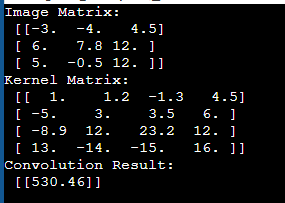 Image Matrix:
[[-3. -4. 4.5]
[ 6. 7.8 12. ]
[ 5. -0.5 12. ]]
Kernel Matrix:
[[ 1. 1.2 -1.3 4.5]
[ -5. 3. 3.5 6. ]
[ -8.9 12. 23.2 12. ]
[ 13. -14. -15. 16. ]]
Convolution Result:
[[530.46]]